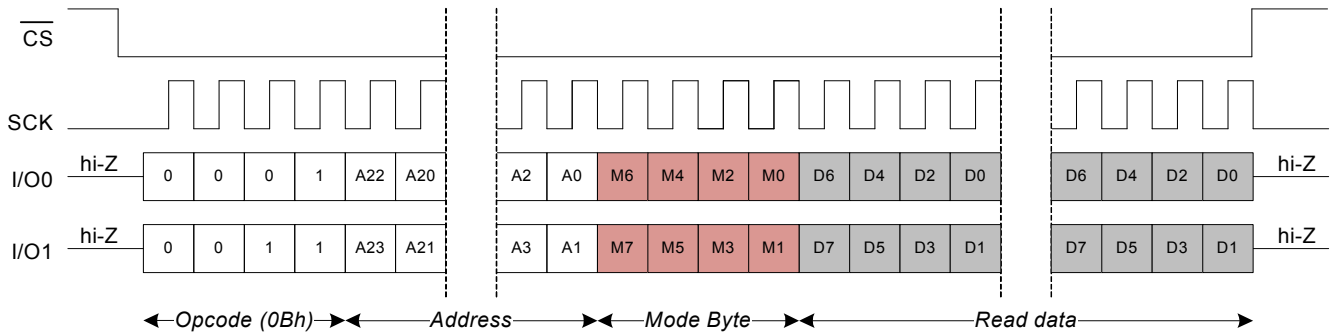 CS
SCK
hi-Z hi-Z
I/O0 0 0 0 1 A22 A20 A2 A0 M6 M4 M2 M0 D6 D4 D2 D0 D6 D4 D2 D0
hi-Z hi-Z
I/O1 0 0 1 1 A23 A21 A3 A1 M7 M5 M3 M1 D7 D5 D3 D1 D7 D5 D3 D1
Opcode (0Bh) Address Mode Byte Read data